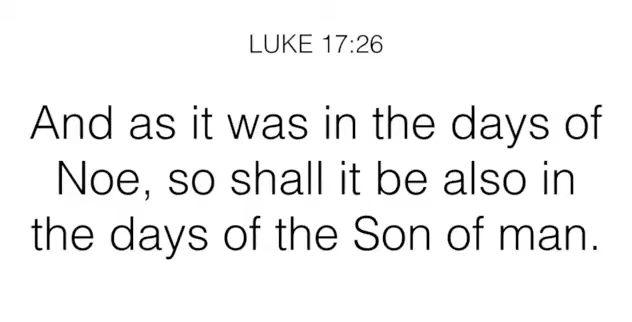 LUKE 17:26
And as it was in the days of
Noe, so shall it be also in
the days of the Son of man.